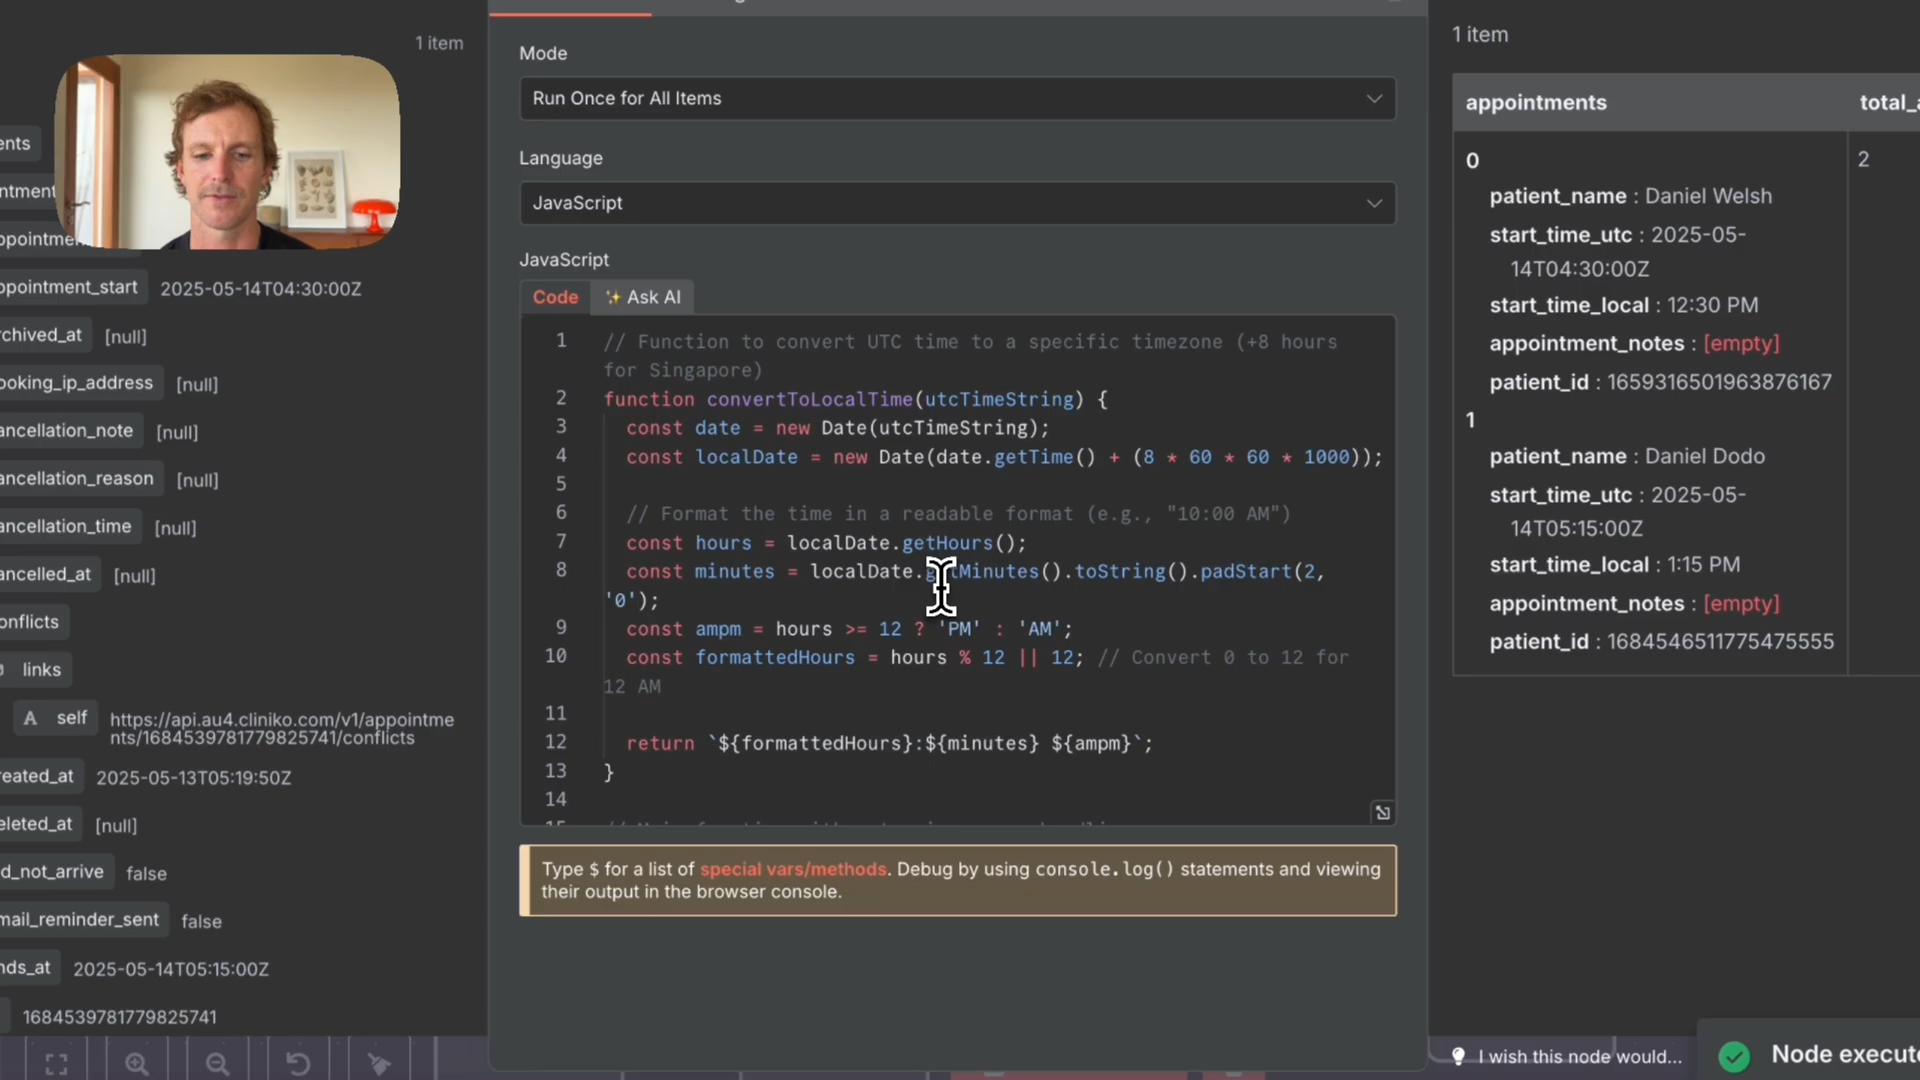 1 item
ents
ntment
ppointme
ppointment_start 2025-05-14T04:30:00Z
rchived_at [null]
ooking_ip_address [null]
ancellation_note [null]
ancellation_reason [null]
ancellation_time [null]
ancelled_at [null]
onflicts
links
A self https://api.au4.cliniko.com/v1/appointme
nts/1684539781779825741/conflicts
reated_at 2025-05-13T05:19:50Z
eleted_at [null]
d_not_arrive false
mail_reminder_sent false
nds_at 2025-05-14T05:15:00Z
1684539781779825741
Mode
Run Once for All Items
Language
JavaScript
JavaScript
Code ✨ Ask AI
1 // Function to convert UTC time to a specific timezone (+8 hours
for Singapore)
2 function convertToLocalTime(utcTimeString) {
3 const date = new Date(utcTimeString);
4 const localDate = new Date(date.getTime() + (8 * 60 * 60 * 1000));
5
6 // Format the time in a readable format (e.g., "10:00 AM")
7 const hours = localDate.getHours();
8 const minutes = localDate.getMinutes().toString().padStart(2,
'0');
9 const ampm = hours >= 12 ? 'PM' : 'AM';
10 const formattedHours = hours % 12 || 12; // Convert 0 to 12 for
12 AM
11
12 return `${formattedHours}:${minutes} ${ampm}`;
13 }
14
Type $ for a list of special vars/methods. Debug by using console.log() statements and viewing
their output in the browser console.
1 item
appointments total_a
0 2
patient_name : Daniel Welsh
start_time_utc : 2025-05-
14T04:30:00Z
start_time_local : 12:30 PM
appointment_notes : [empty]
patient_id : 1659316501963876167
1
patient_name : Daniel Dodo
start_time_utc : 2025-05-
14T05:15:00Z
start_time_local : 1:15 PM
appointment_notes : [empty]
patient_id : 1684546511775475555
I wish this node would...
Node execute